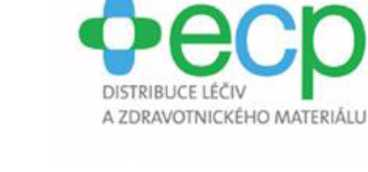 ecp
DISTRIBUCE LÉČIV
A ZDRAVOTNICKÉHO MATERIÁLU